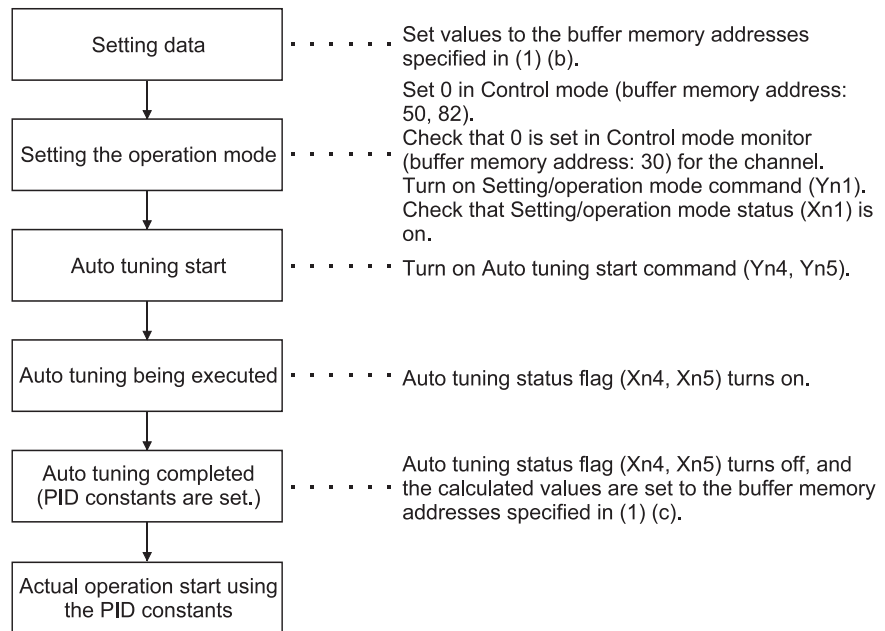 Setting data
Set values to the buffer memory addresses
specified in (1) (b).
Setting the operation mode
Set 0 in Control mode (buffer memory address:
50, 82).
Check that 0 is set in Control mode monitor
(buffer memory address: 30) for the channel.
Turn on Setting/operation mode command (Yn1).
Check that Setting/operation mode status (Xn1) is
on.
Auto tuning start
Turn on Auto tuning start command (Yn4, Yn5).
Auto tuning being executed
Auto tuning status flag (Xn4, Xn5) turns on.
Auto tuning completed
(PID constants are set.)
Auto tuning status flag (Xn4, Xn5) turns off, and
the calculated values are set to the buffer memory
addresses specified in (1) (c).
Actual operation start using
the PID constants